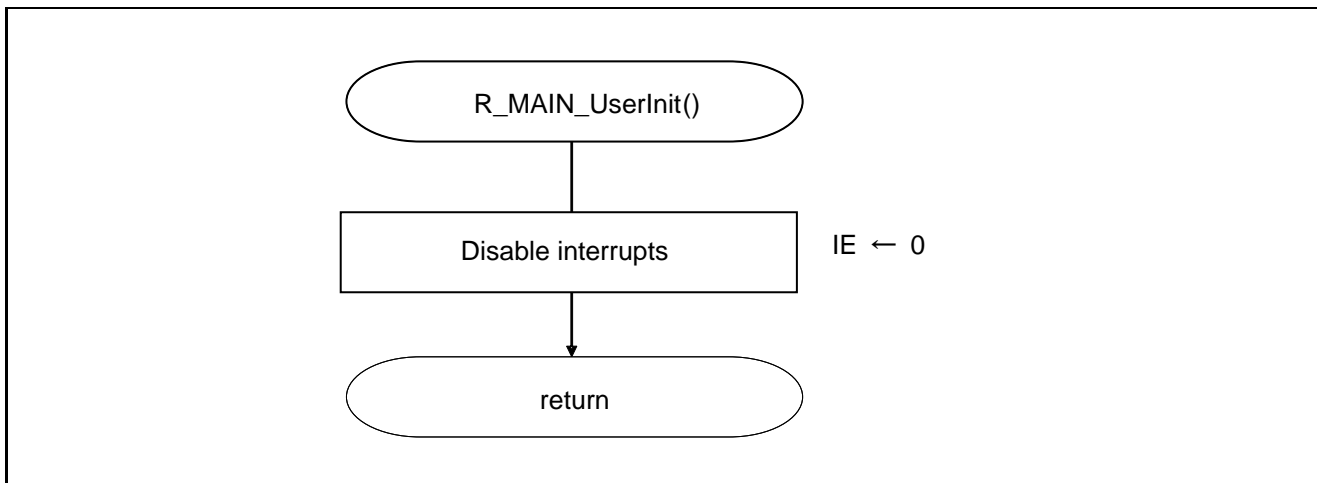 R_MAIN_UserInit()
Disable interrupts
IE ← 0
return